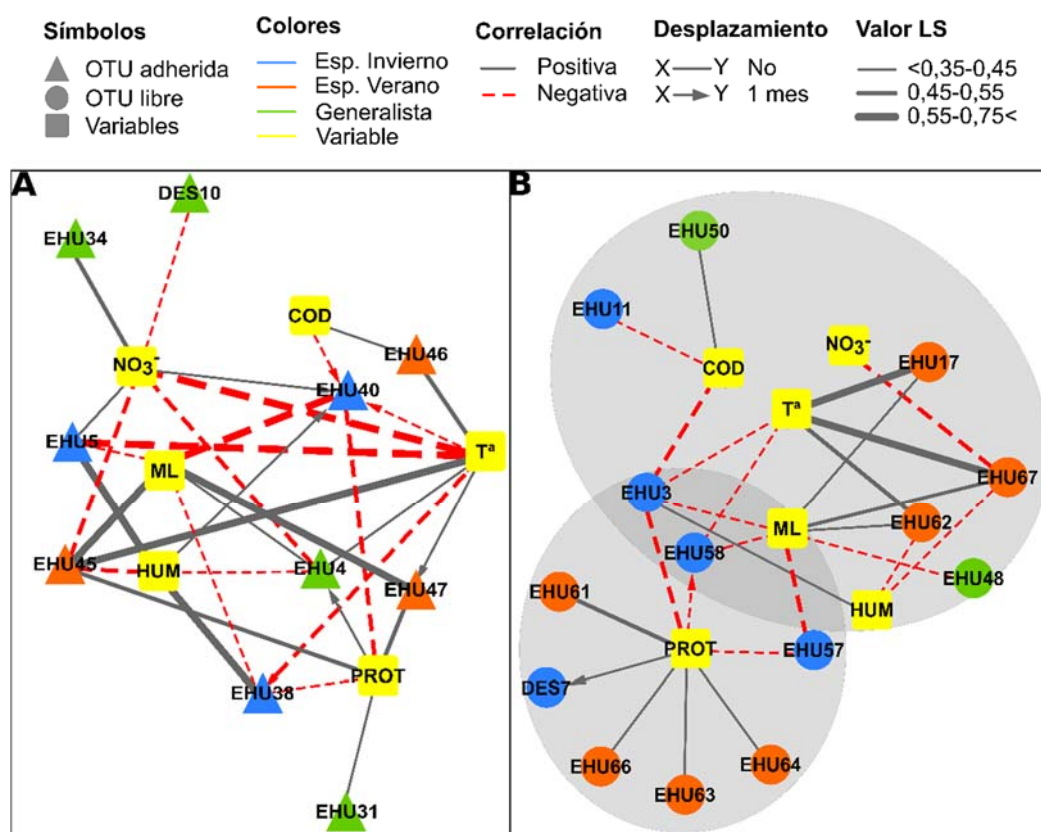 Símbolos
OTU adherida
OTU libre
Variables
Colores
Esp. Invierno
Esp. Verano
Generalista
Variable
Correlación
Positiva
Negativa
Desplazamiento
X Y No
X Y 1 mes
Valor LS
<0,35-0,45
0,45-0,55
0,55-0,75<
A
DES10
EHU34
COD
NO3-
EHU46
EHU40
EHU5
ML
Tª
EHU45
HUM
EHU4
EHU47
PROT
EHU38
EHU31
B
EHU50
EHU11
NO3-
COD
EHU17
Tª
EHU3
EHU67
ML
EHU62
EHU58
EHU48
EHU61
HUM
PROT
EHU57
DES7
EHU66
EHU63
EHU64